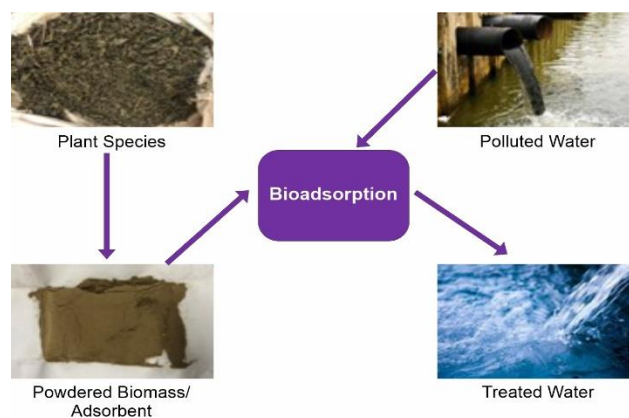 Plant Species
Polluted Water
Bioadsorption
Powdered Biomass/
Adsorbent
Treated Water